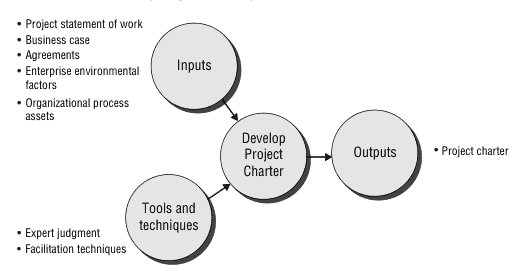 • Project statement of work
• Business case
• Agreements
• Enterprise environmental
factors
• Organizational process
assets
Inputs
Develop
Project
Charter
Outputs
• Project charter
Tools and
techniques
• Expert judgment
• Facilitation techniques